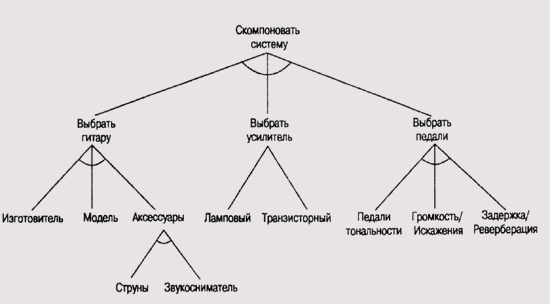 Скомпоновать
систему
Выбрать
гитару
Выбрать
усилитель
Выбрать
педали
Изготовитель
Модель
Аксессуары
Ламповый
Транзисторный
Педали
тональности
Громкость/
Искажения
Задержка/
Реверберация
Струны
Звукосниматель